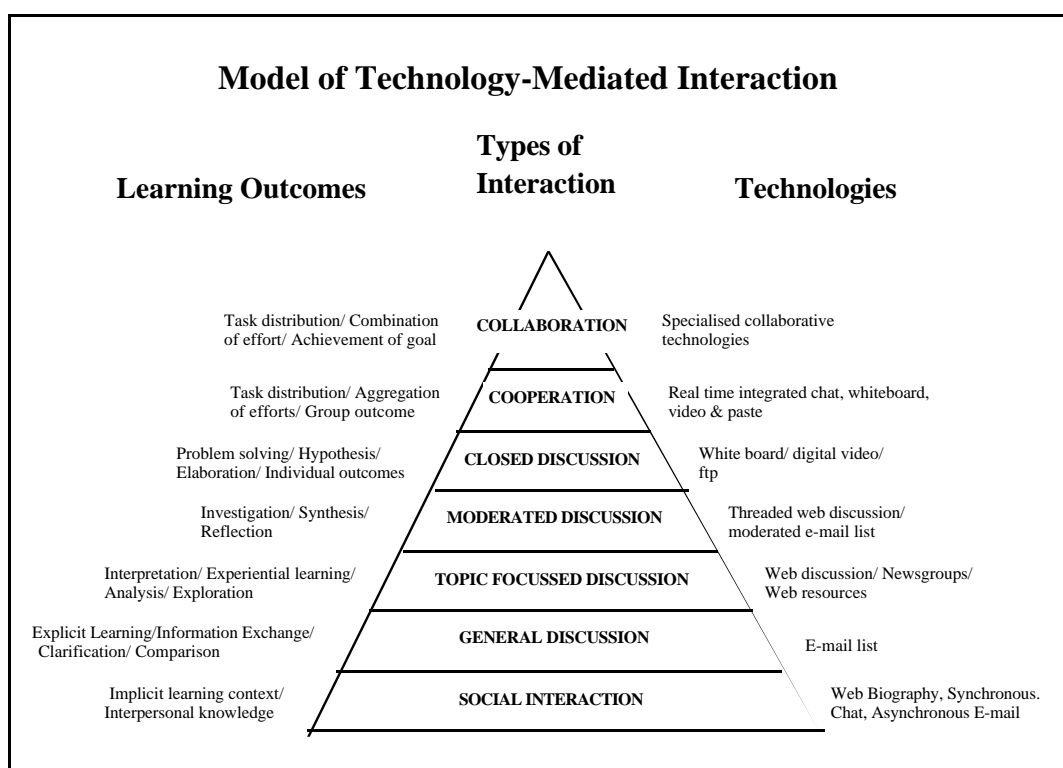 Model of Technology-Mediated Interaction
Types of
Interaction
Learning Outcomes
Technologies
Task distribution/ Combination
of effort/ Achievement of goal
COLLABORATION
Specialised collaborative
technologies
Task distribution/ Aggregation
of efforts/ Group outcome
COOPERATION
Real time integrated chat, whiteboard,
video & paste
Problem solving/ Hypothesis/
Elaboration/ Individual outcomes
CLOSED DISCUSSION
White board/ digital video/
ftp
Investigation/ Synthesis/
Reflection
MODERATED DISCUSSION
Threaded web discussion/
moderated e-mail list
Interpretation/ Experiential learning/
Analysis/ Exploration
TOPIC FOCUSSED DISCUSSION
Web discussion/ Newsgroups/
Web resources
Explicit Learning/Information Exchange/
Clarification/ Comparison
GENERAL DISCUSSION
E-mail list
Implicit learning context/
Interpersonal knowledge
SOCIAL INTERACTION
Web Biography, Synchronous.
Chat, Asynchronous E-mail